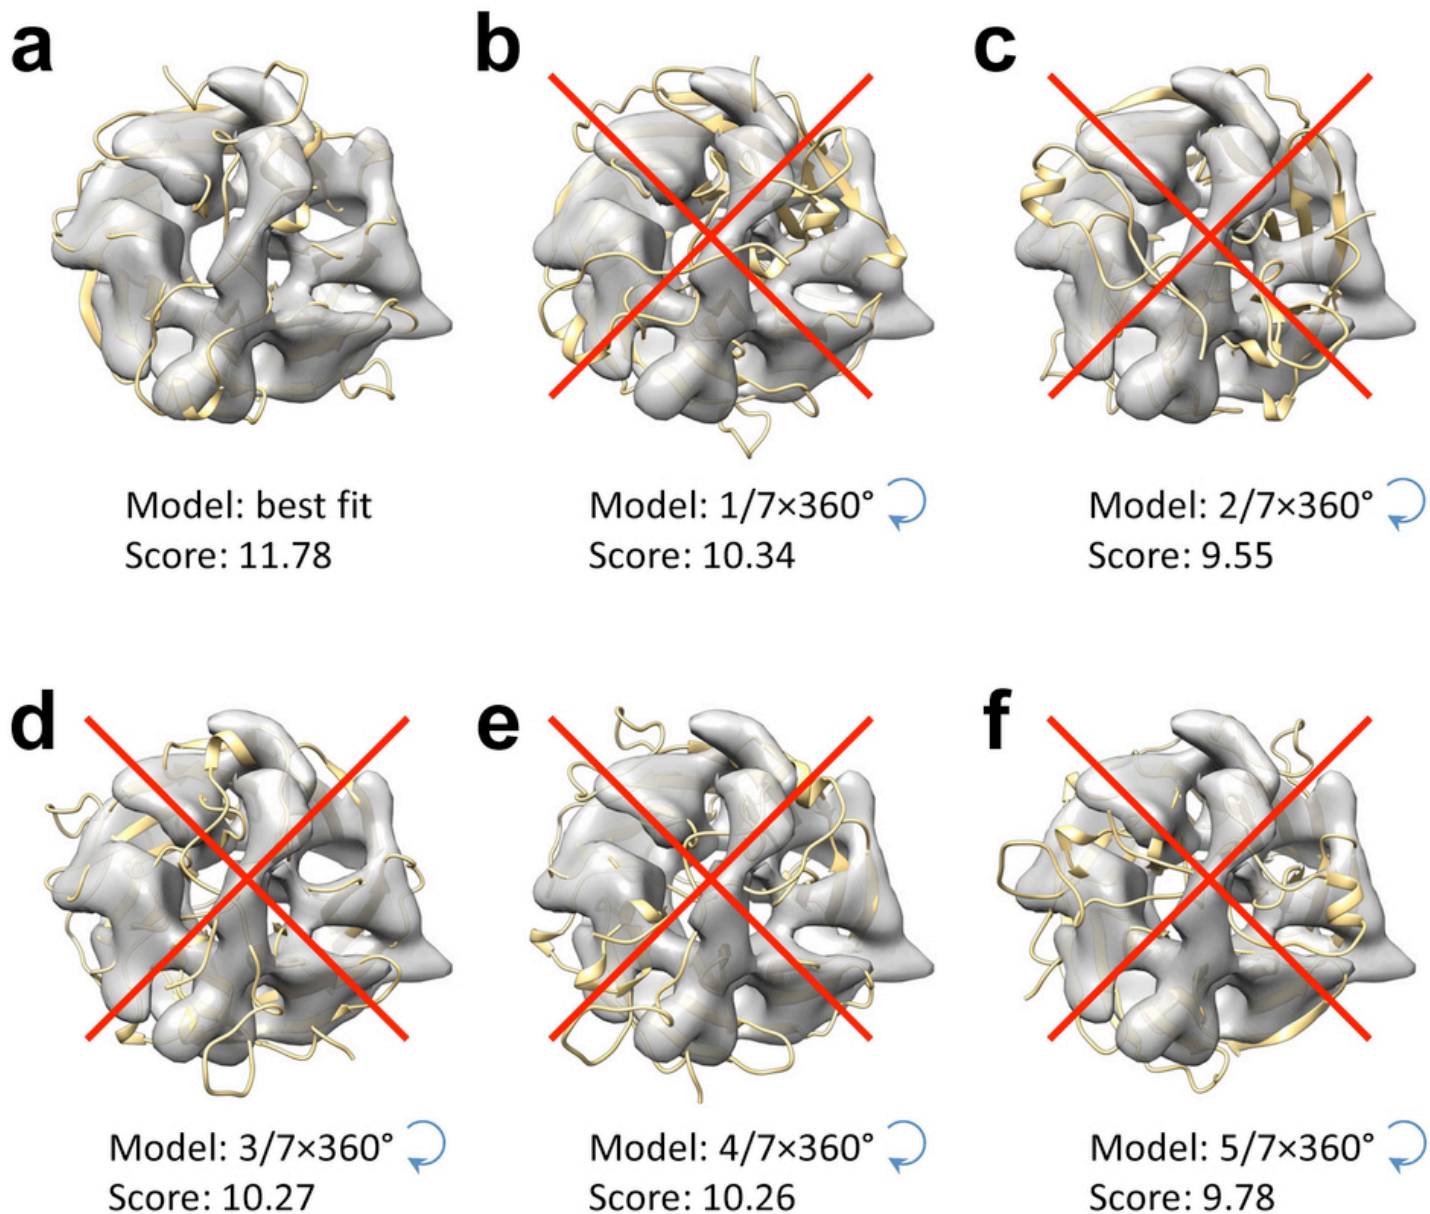 a
b
c
Model: best fit
Score: 11.78
Model: 1/7×360°
Score: 10.34
Model: 2/7×360°
Score: 9.55
d
e
f
Model: 3/7×360°
Score: 10.27
Model: 4/7×360°
Score: 10.26
Model: 5/7×360°
Score: 9.78